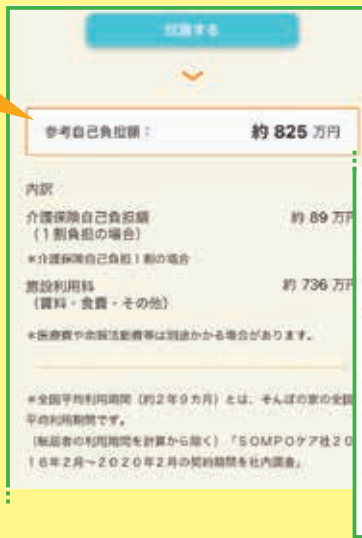 試算する
参考自己負担額： 約 825 万円
内訳
介護保険自己負担額 約 89 万円
（1割負担の場合）
＊介護保険自己負担1割の場合
施設利用料 約 736 万円
（賃料・食費・その他）
＊医療費や余暇活動費等は別途かかる場合があります。
＊全国平均利用期間（約2年9カ月）とは、そんぽの家の全国
平均利用期間です。
（転居者の利用期間を計算から除く）「SOMPOケア社20
16年2月～2020年2月の契約期間を社内調査」